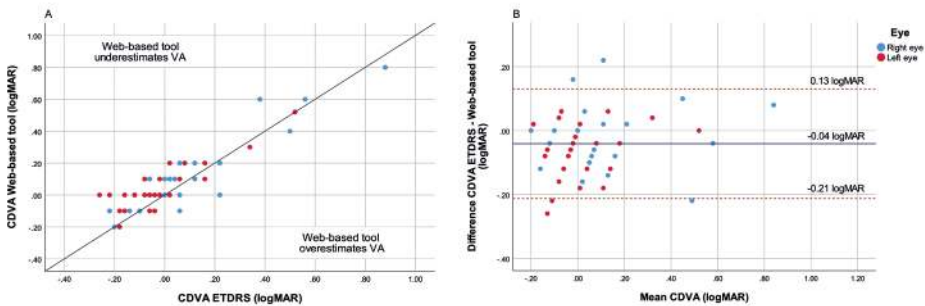 A
CDVA Web-based tool (logMAR)
1.00
.80
.60
.40
.20
.00
-.20
-.40
Web-based tool
underestimates VA
Web-based tool
overestimates VA
-.40 -.20 .00 .20 .40 .60 .80 1.00
CDVA ETDRS (logMAR)
B
Difference CDVA ETDRS - Web-based tool
(logMAR)
.40
.20
.00
-.20
-.40
0.13 logMAR
-0.04 logMAR
-0.21 logMAR
-.20 .00 .20 .40 .60 .80 1.00 1.20
Mean CDVA (logMAR)
Eye
Right eye
Left eye